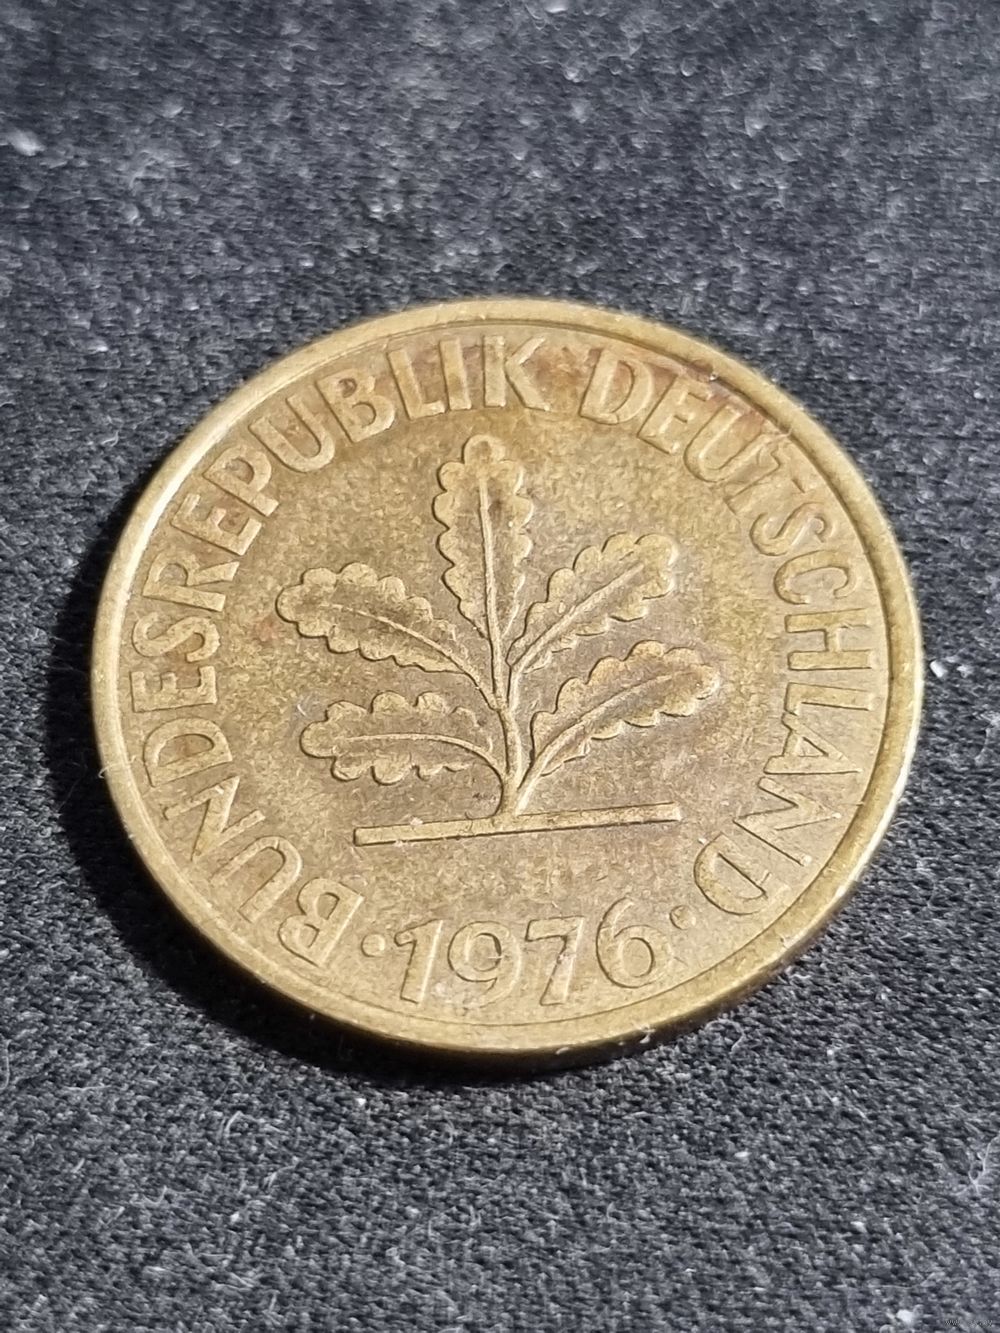 BUNDESREPUBLIK DEUTSCHLAND
· 1976 ·